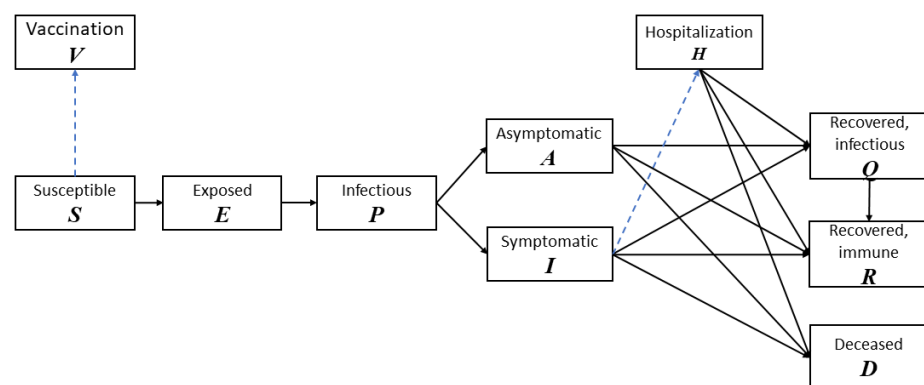 Vaccination
V
Hospitalization
H
Asymptomatic
A
Recovered,
infectious
Q
Susceptible
S
Exposed
E
Infectious
P
Symptomatic
I
Recovered,
immune
R
Deceased
D